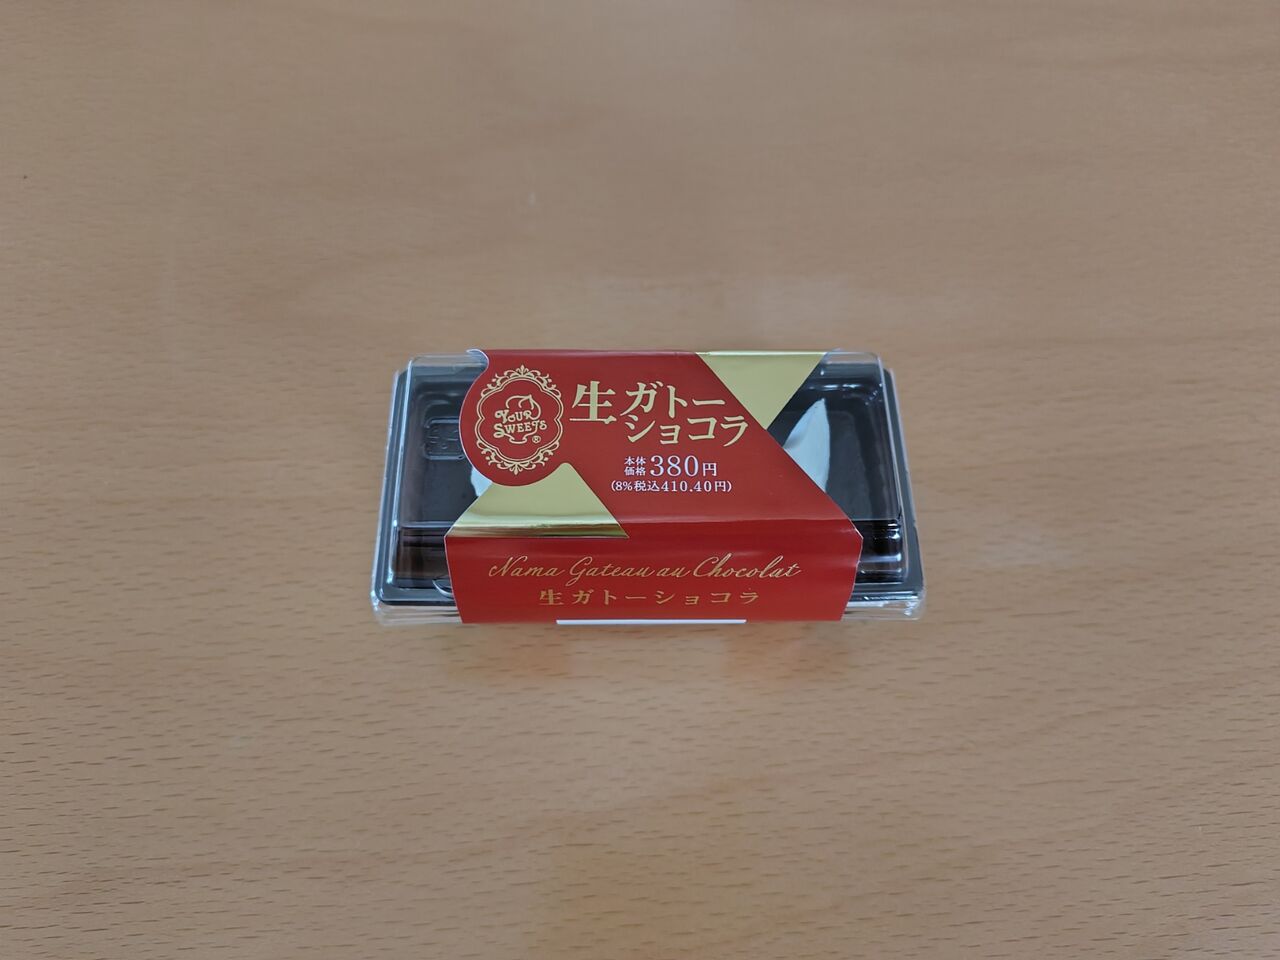 YOUR
SWEETS
®
生ガトー
ショコラ
本体
価格 380円
(8%税込410.40円)
Nama Gateau au Chocolat
生ガトーショコラ